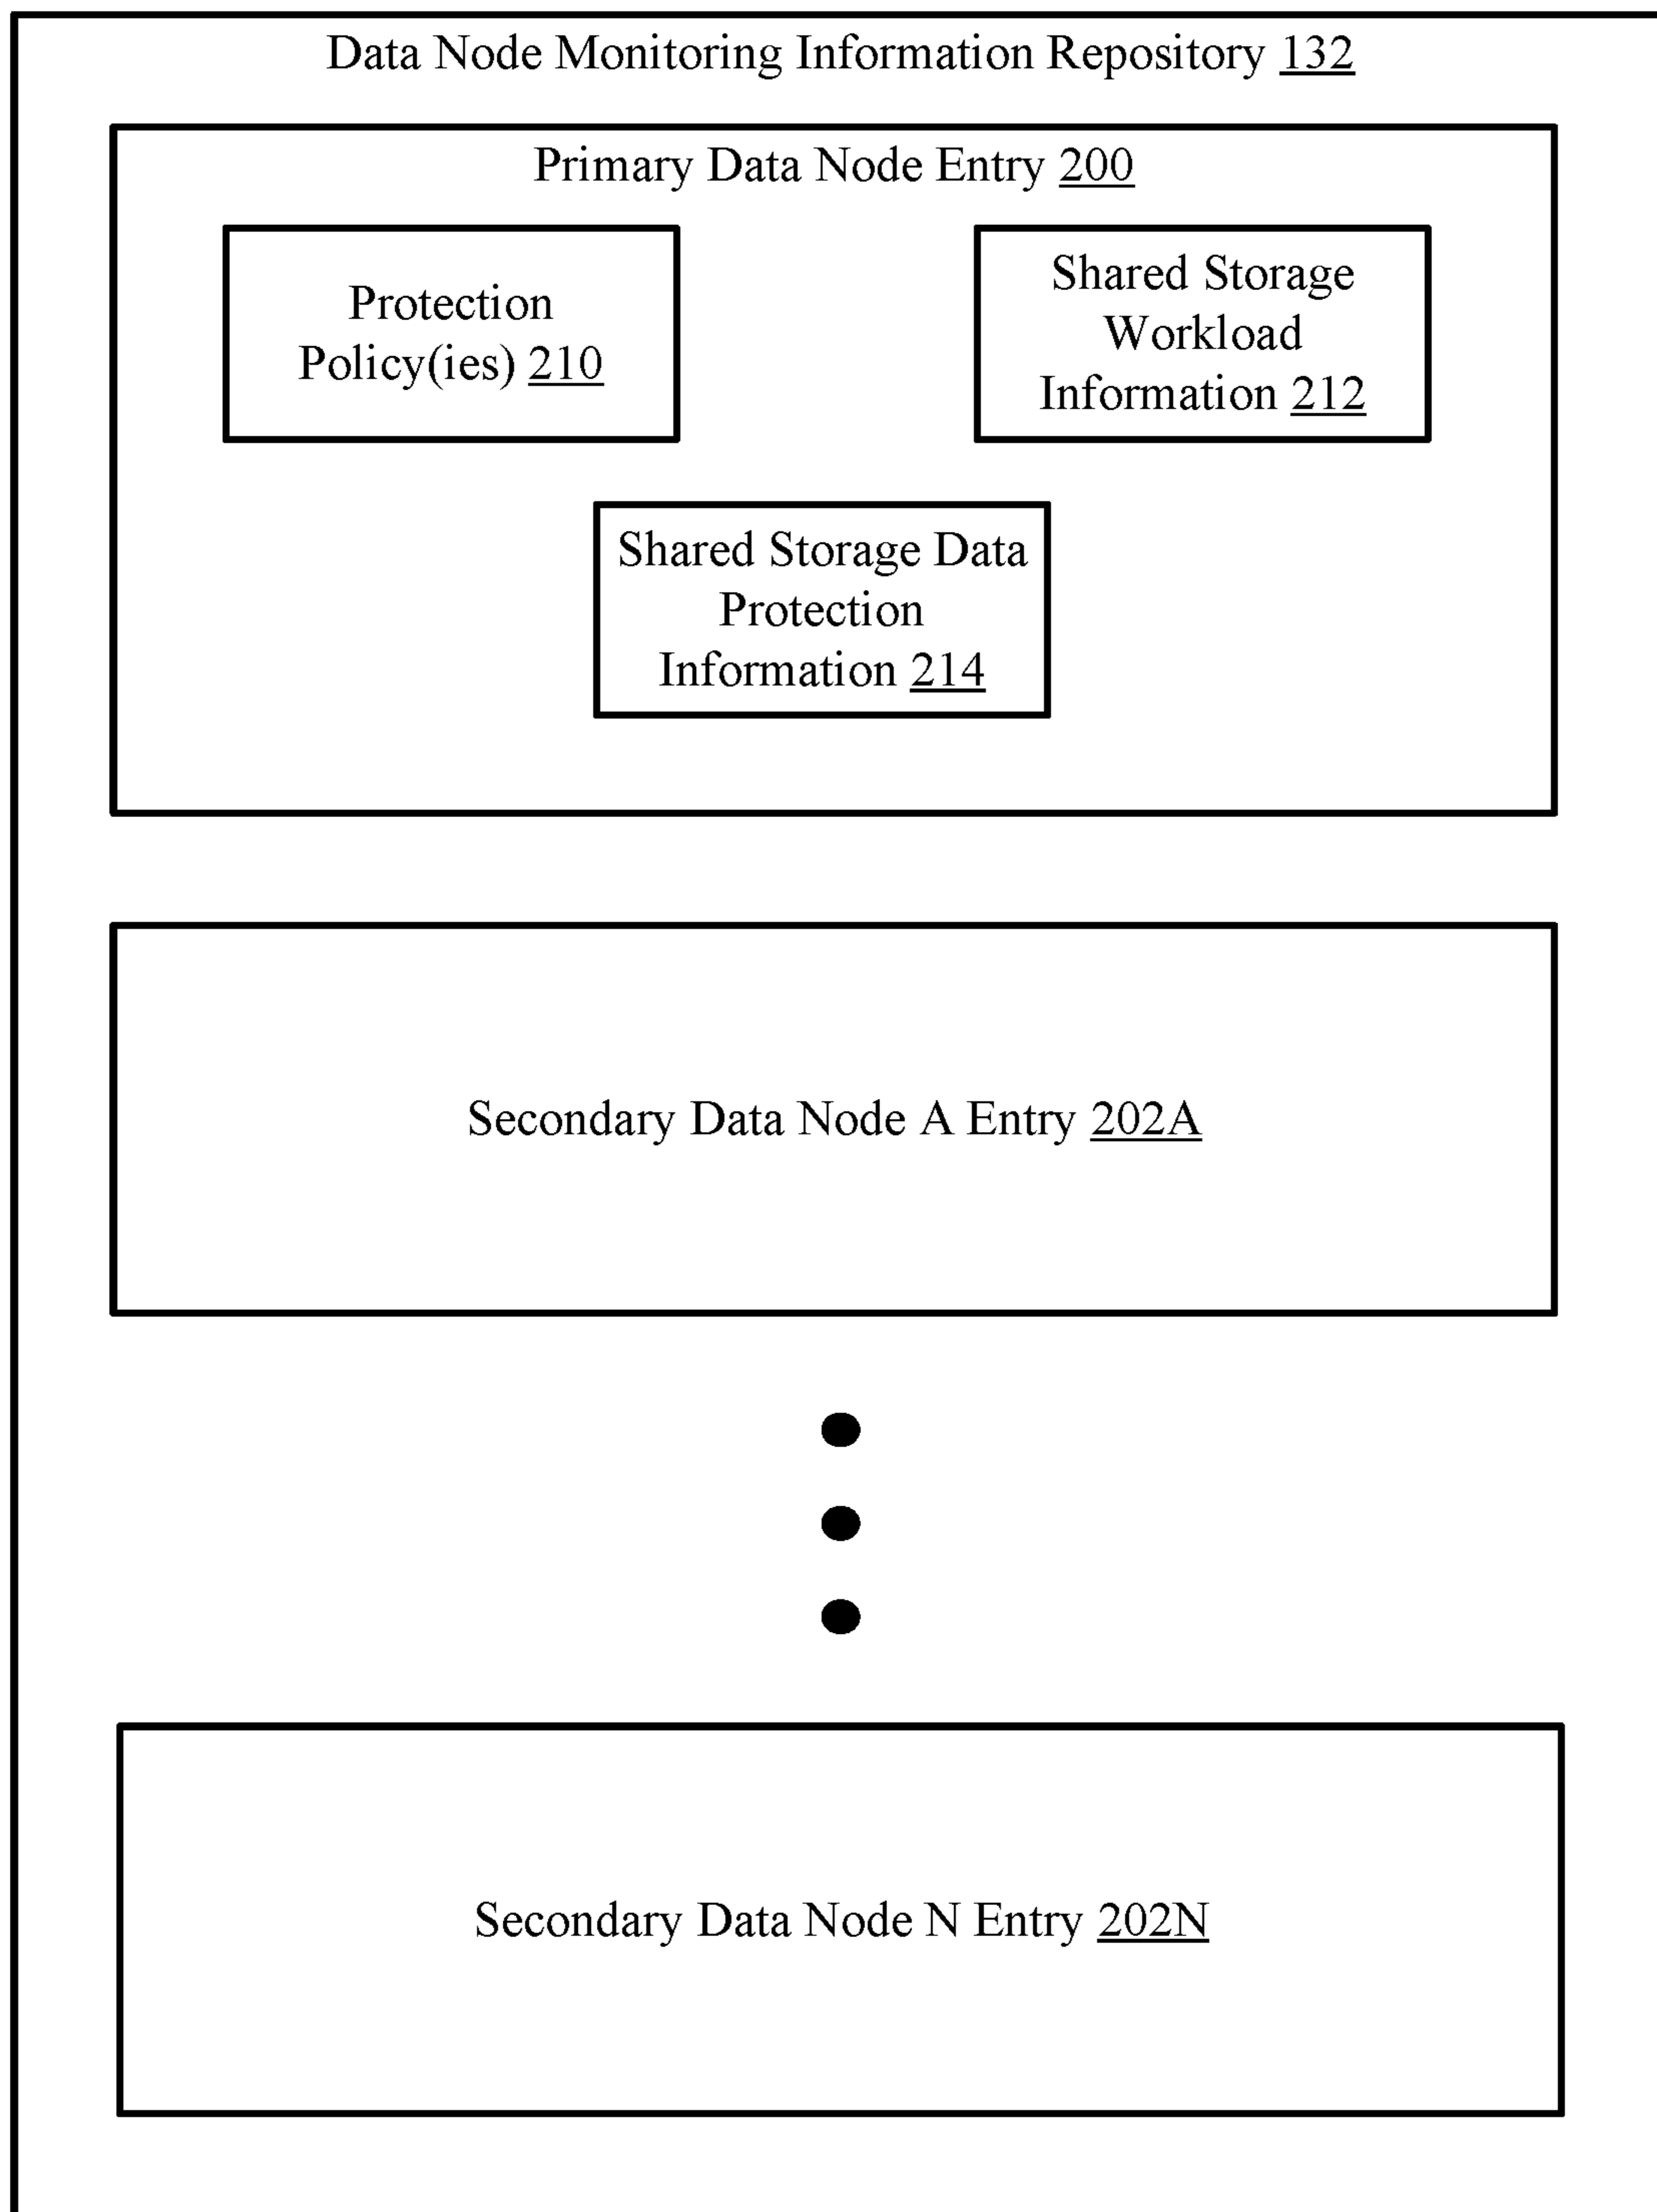 Data Node Monitoring Information Repository 132
Primary Data Node Entry 200
Protection
Policy(ies) 210
Shared Storage
Workload
Information 212
Shared Storage Data
Protection
Information 214
Secondary Data Node A Entry 202A
Secondary Data Node N Entry 202N